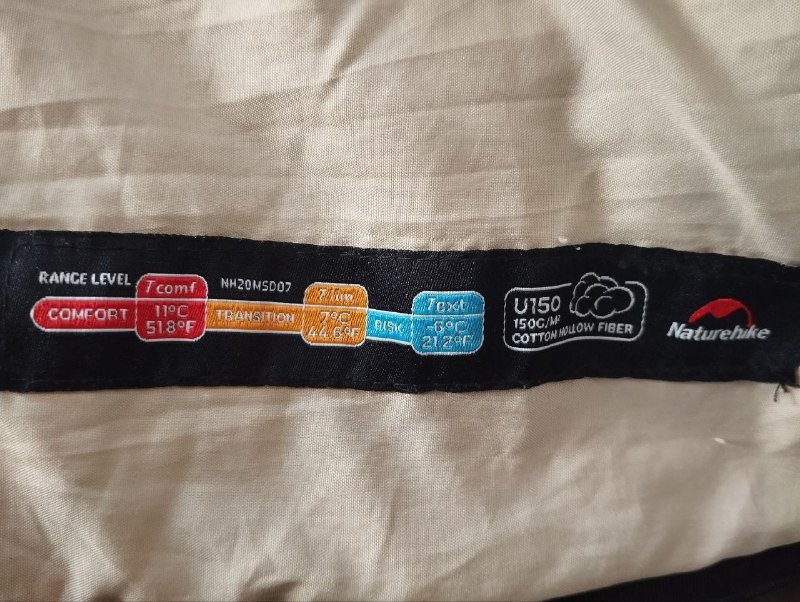 RANGE LEVEL
Tcomf
NH20MSD07
Tlim
Text
COMFORT
11°C
51.8°F
TRANSITION
7°C
44.6°F
RISK
-6°C
21.2°F
U150
150G/M²
COTTON HOLLOW FIBER
Naturehike